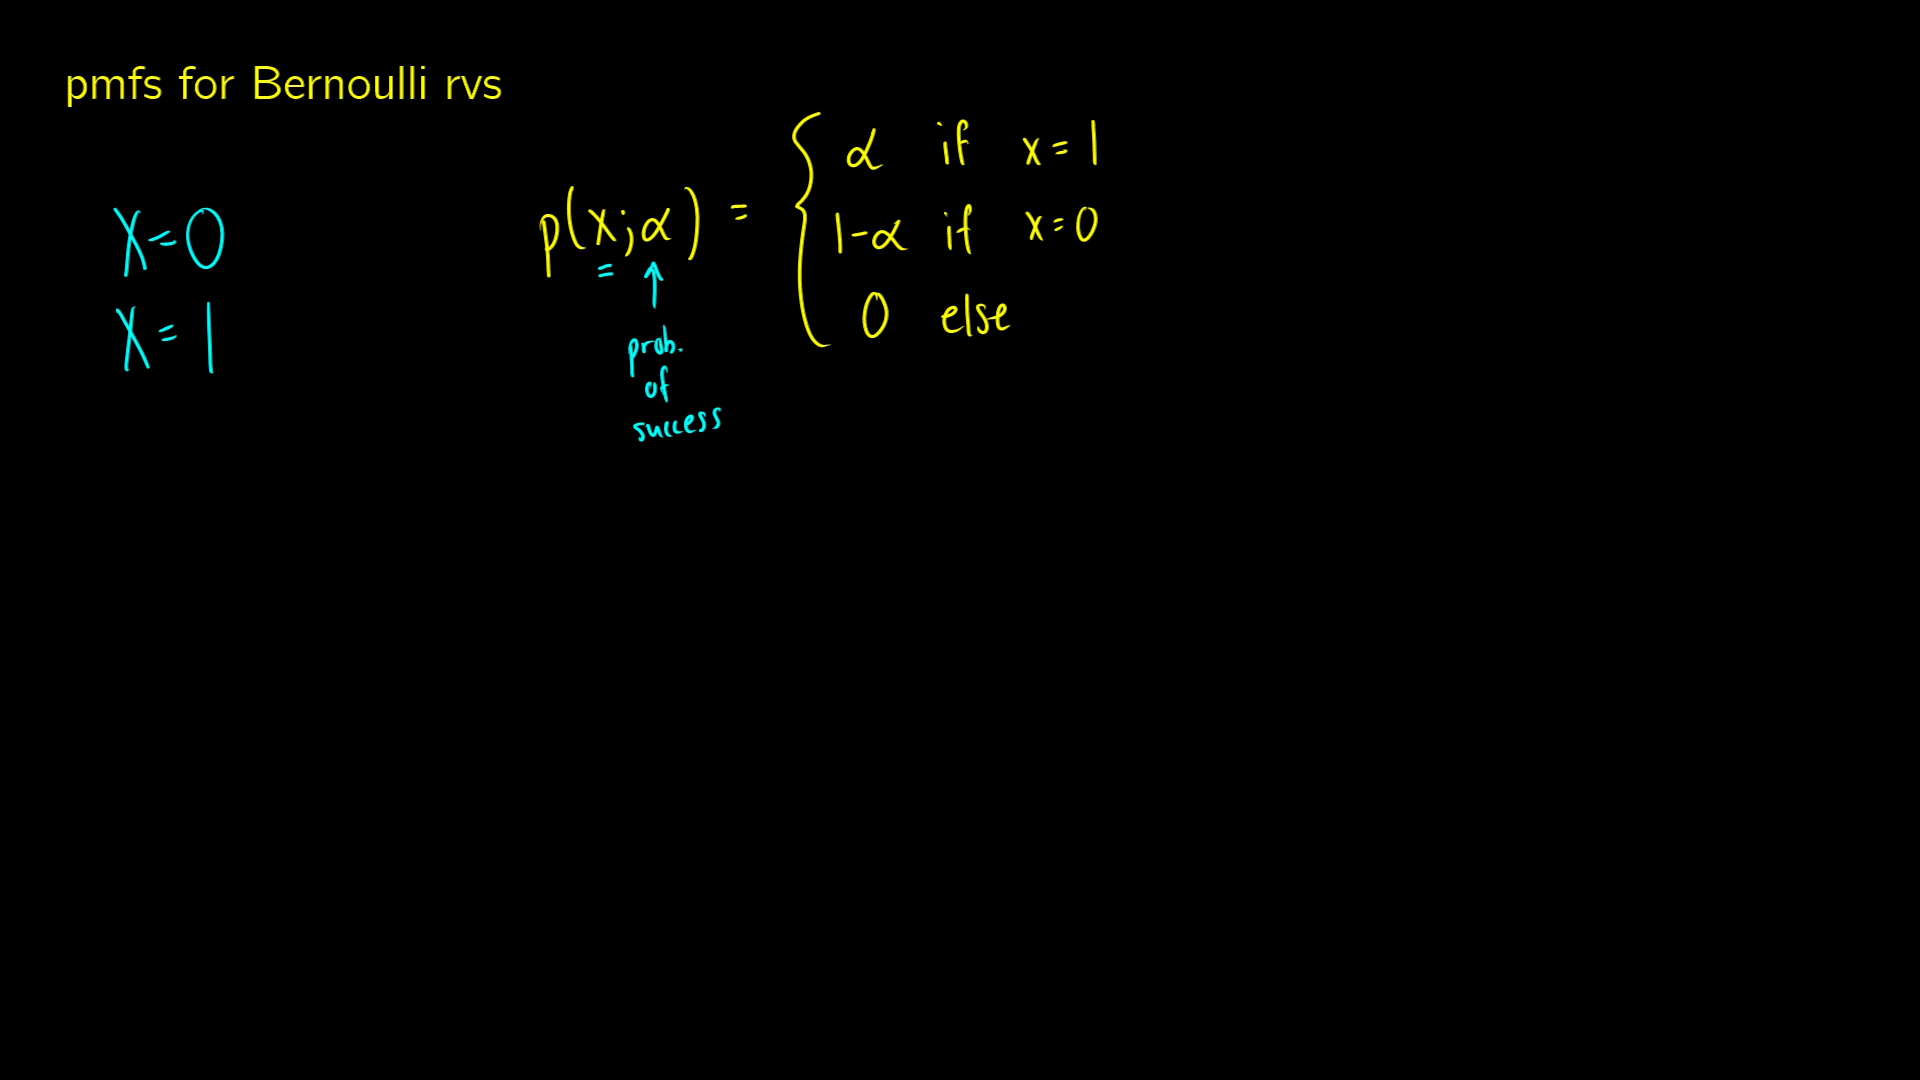 pmfs for Bernoulli rvs
X=0
X=1
p(x;α) = {
α if x=1
1-α if x=0
0 else
=
↑
prob.
of
success